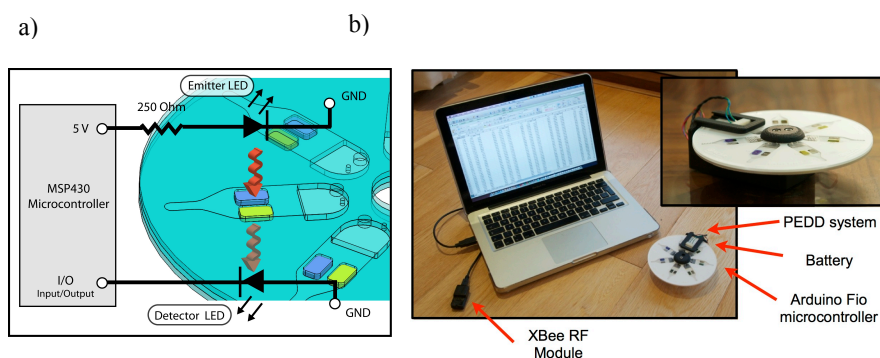 a)
b)
Emitter LED
250 Ohm
GND
5 V
MSP430
Microcontroller
I/O
Input/Output
Detector LED
GND
PEDD system
Battery
Arduino Fio
microcontroller
XBee RF
Module